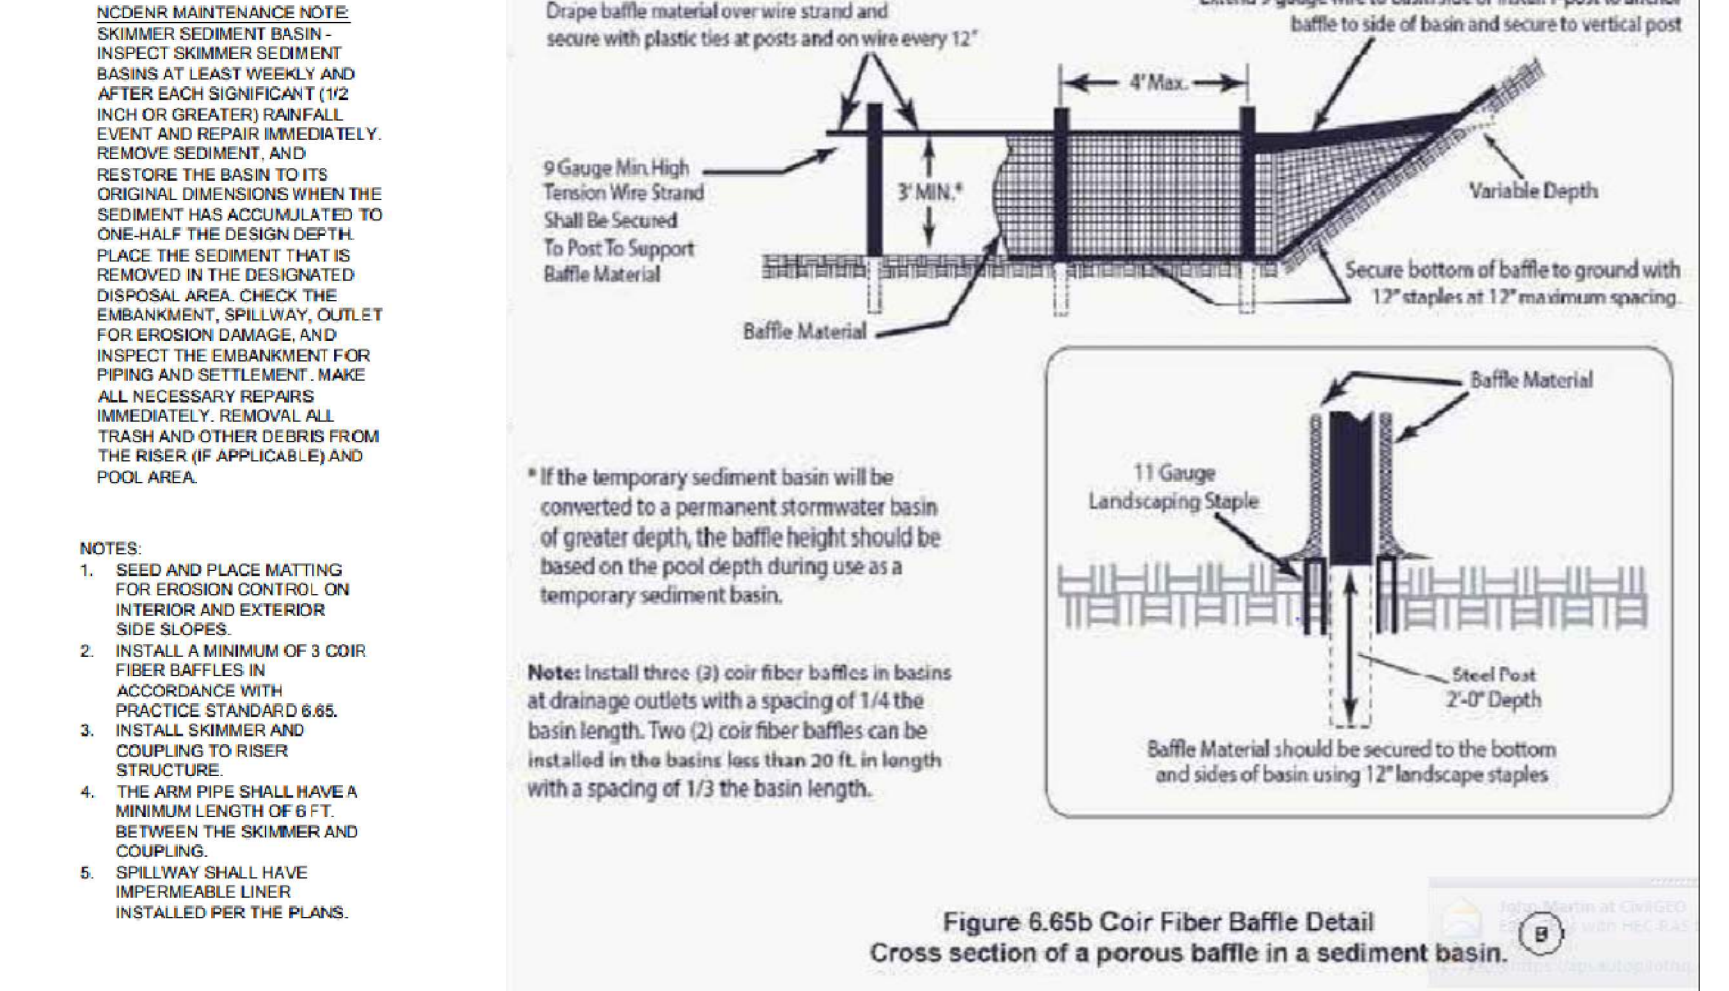 NCDENR MAINTENANCE NOTE:
SKIMMER SEDIMENT BASIN -
INSPECT SKIMMER SEDIMENT
BASINS AT LEAST WEEKLY AND
AFTER EACH SIGNIFICANT (1/2
INCH OR GREATER) RAINFALL
EVENT AND REPAIR IMMEDIATELY.
REMOVE SEDIMENT, AND
RESTORE THE BASIN TO ITS
ORIGINAL DIMENSIONS WHEN THE
SEDIMENT HAS ACCUMULATED TO
ONE-HALF THE DESIGN DEPTH.
PLACE THE SEDIMENT THAT IS
REMOVED IN THE DESIGNATED
DISPOSAL AREA. CHECK THE
EMBANKMENT, SPILLWAY, OUTLET
FOR EROSION DAMAGE, AND
INSPECT THE EMBANKMENT FOR
PIPING AND SETTLEMENT. MAKE
ALL NECESSARY REPAIRS
IMMEDIATELY. REMOVAL ALL
TRASH AND OTHER DEBRIS FROM
THE RISER (IF APPLICABLE) AND
POOL AREA.
NOTES:
1. SEED AND PLACE MATTING
FOR EROSION CONTROL ON
INTERIOR AND EXTERIOR
SIDE SLOPES.
2. INSTALL A MINIMUM OF 3 COIR
FIBER BAFFLES IN
ACCORDANCE WITH
PRACTICE STANDARD 6.65.
3. INSTALL SKIMMER AND
COUPLING TO RISER
STRUCTURE.
4. THE ARM PIPE SHALL HAVE A
MINIMUM LENGTH OF 6 FT.
BETWEEN THE SKIMMER AND
COUPLING.
5. SPILLWAY SHALL HAVE
IMPERMEABLE LINER
INSTALLED PER THE PLANS.
Drape baffle material over wire strand and
secure with plastic ties at posts and on wire every 12"
baffle to side of basin and secure to vertical post
4' Max.
9 Gauge Min. High
Tension Wire Strand
Shall Be Secured
To Post To Support
Baffle Material
3' MIN.*
Variable Depth
Secure bottom of baffle to ground with
12" staples at 12" maximum spacing.
Baffle Material
Baffle Material
11 Gauge
Landscaping Staple
Steel Post
2'-0" Depth
Baffle Material should be secured to the bottom
and sides of basin using 12" landscape staples
* If the temporary sediment basin will be
converted to a permanent stormwater basin
of greater depth, the baffle height should be
based on the pool depth during use as a
temporary sediment basin.
Note: Install three (3) coir fiber baffles in basins
at drainage outlets with a spacing of 1/4 the
basin length. Two (2) coir fiber baffles can be
installed in the basins less than 20 ft. in length
with a spacing of 1/3 the basin length.
Figure 6.65b Coir Fiber Baffle Detail
Cross section of a porous baffle in a sediment basin.
B
John Martin at CivilGEO
with HEC-RAS